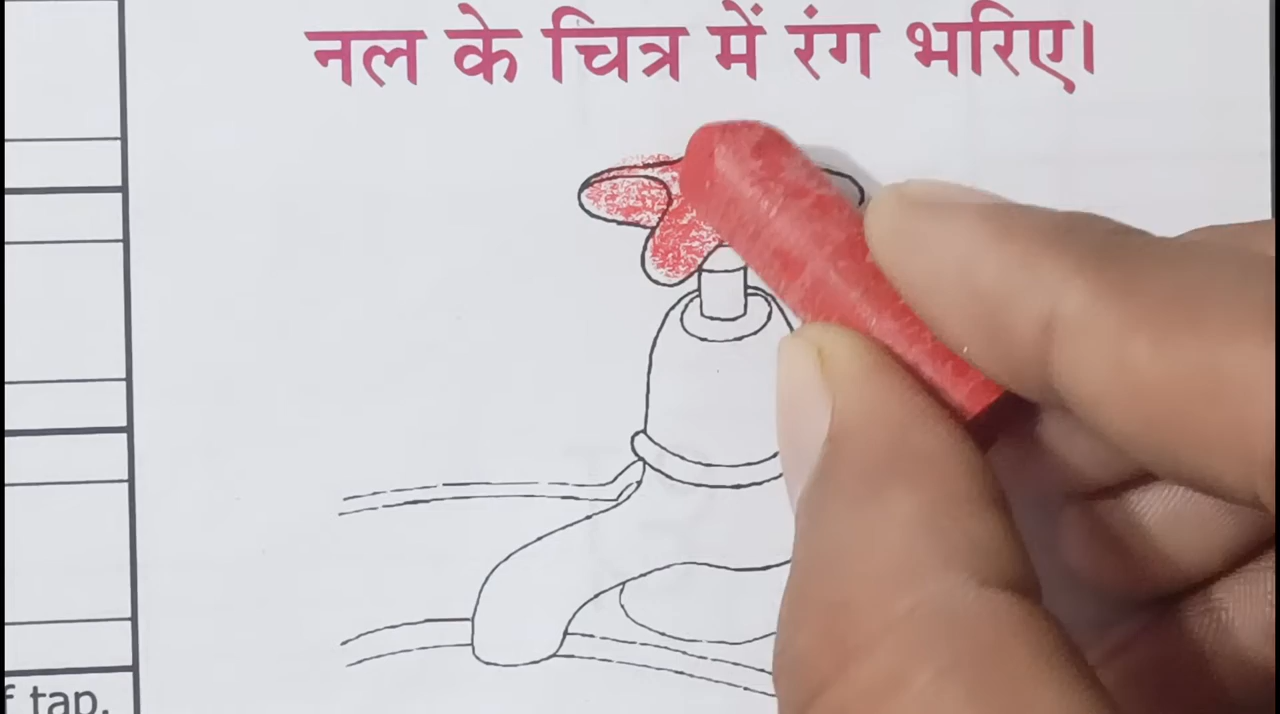 नल के चित्र में रंग भरिए।
tap.